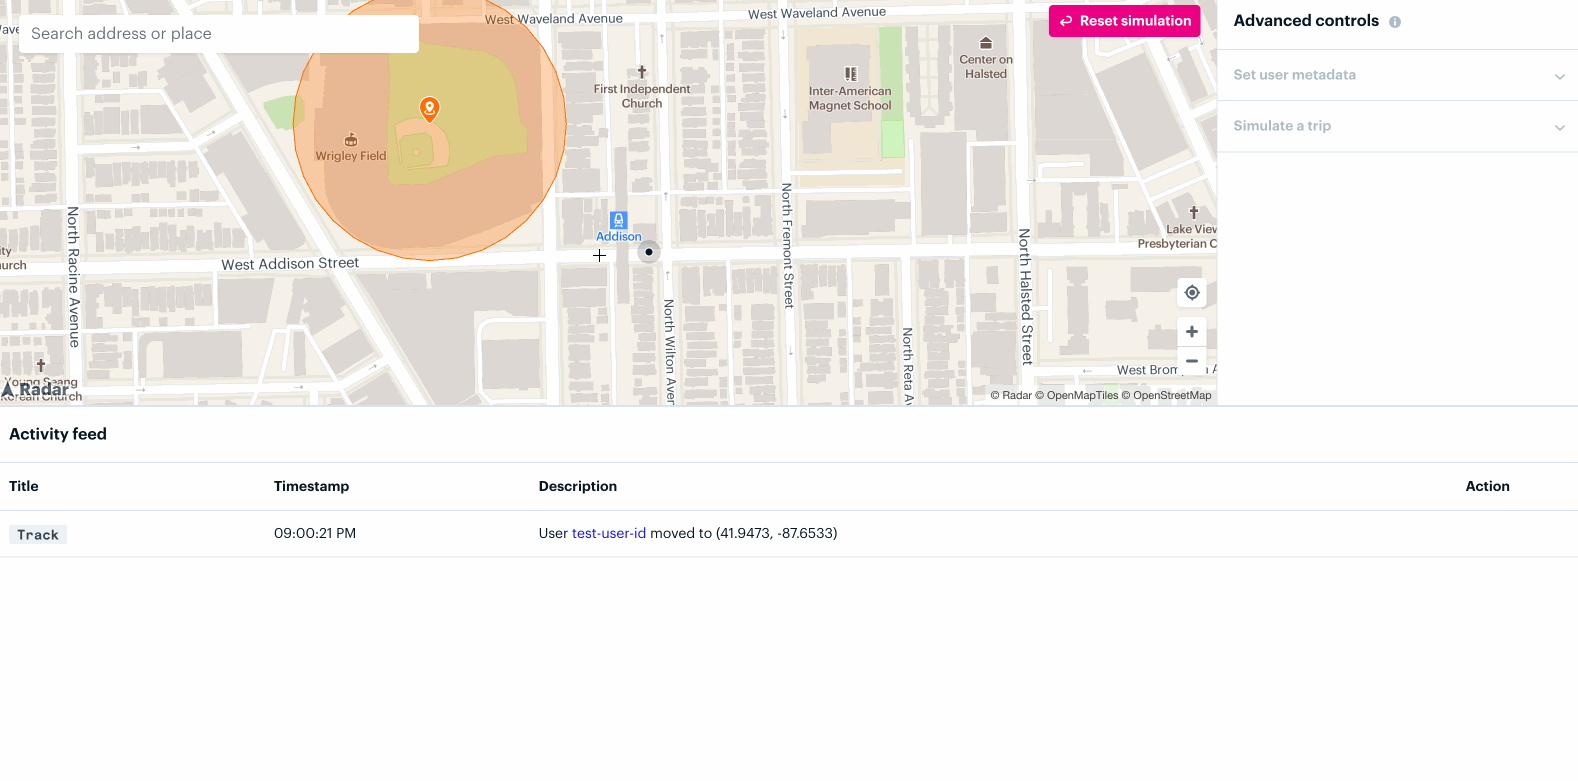 West Waveland Avenue
West Waveland Avenue
Search address or place
Reset simulation
Advanced controls
Set user metadata
Simulate a trip
First Independent
Church
Inter-American
Magnet School
Center on
Halsted
Wrigley Field
Addison
West Addison Street
North Racine Avenue
North Fremont Street
North Halsted Street
Lake View
Presbyterian C
ity
urch
North Wilton Aven
North Reta Av
Young Sang
Korean Church
Radar
West Brom
© Radar © OpenMapTiles © OpenStreetMap
Activity feed
Title Timestamp Description Action
Track 09:00:21 PM User test-user-id moved to (41.9473, -87.6533)